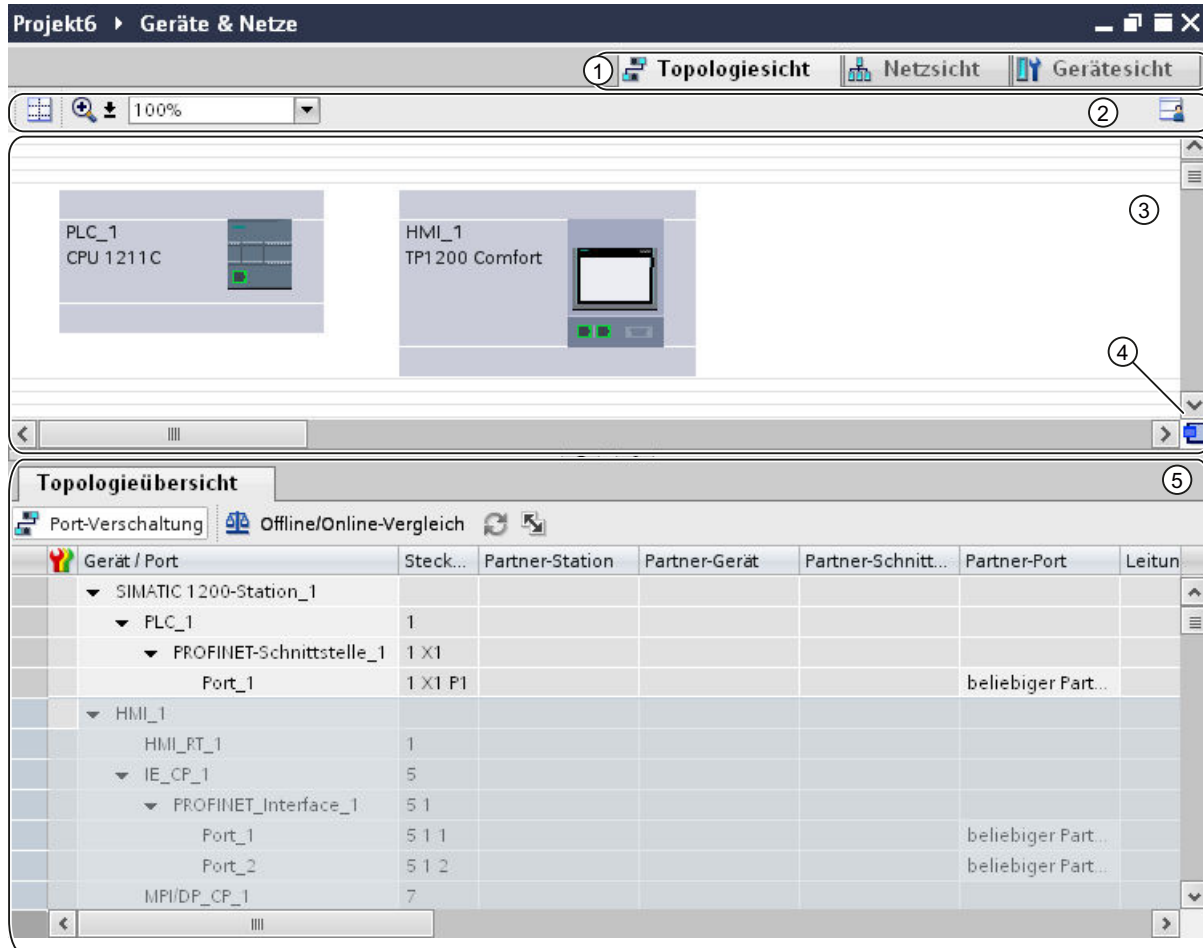 Projekt6 ▸ Geräte & Netze
1 Topologiesicht Netzsicht Gerätesicht
100% 2
3
PLC_1
CPU 1211C
HMI_1
TP1200 Comfort
4
Topologieübersicht 5
Port-Verschaltung Offline/Online-Vergleich
Gerät / Port Steck... Partner-Station Partner-Gerät Partner-Schnitt... Partner-Port Leitun
SIMATIC 1200-Station_1
PLC_1 1
PROFINET-Schnittstelle_1 1 X1
Port_1 1 X1 P1 beliebiger Part...
HMI_1
HMI_RT_1 1
IE_CP_1 5
PROFINET_Interface_1 5 1
Port_1 5 1 1 beliebiger Part...
Port_2 5 1 2 beliebiger Part...
MPI/DP_CP_1 7